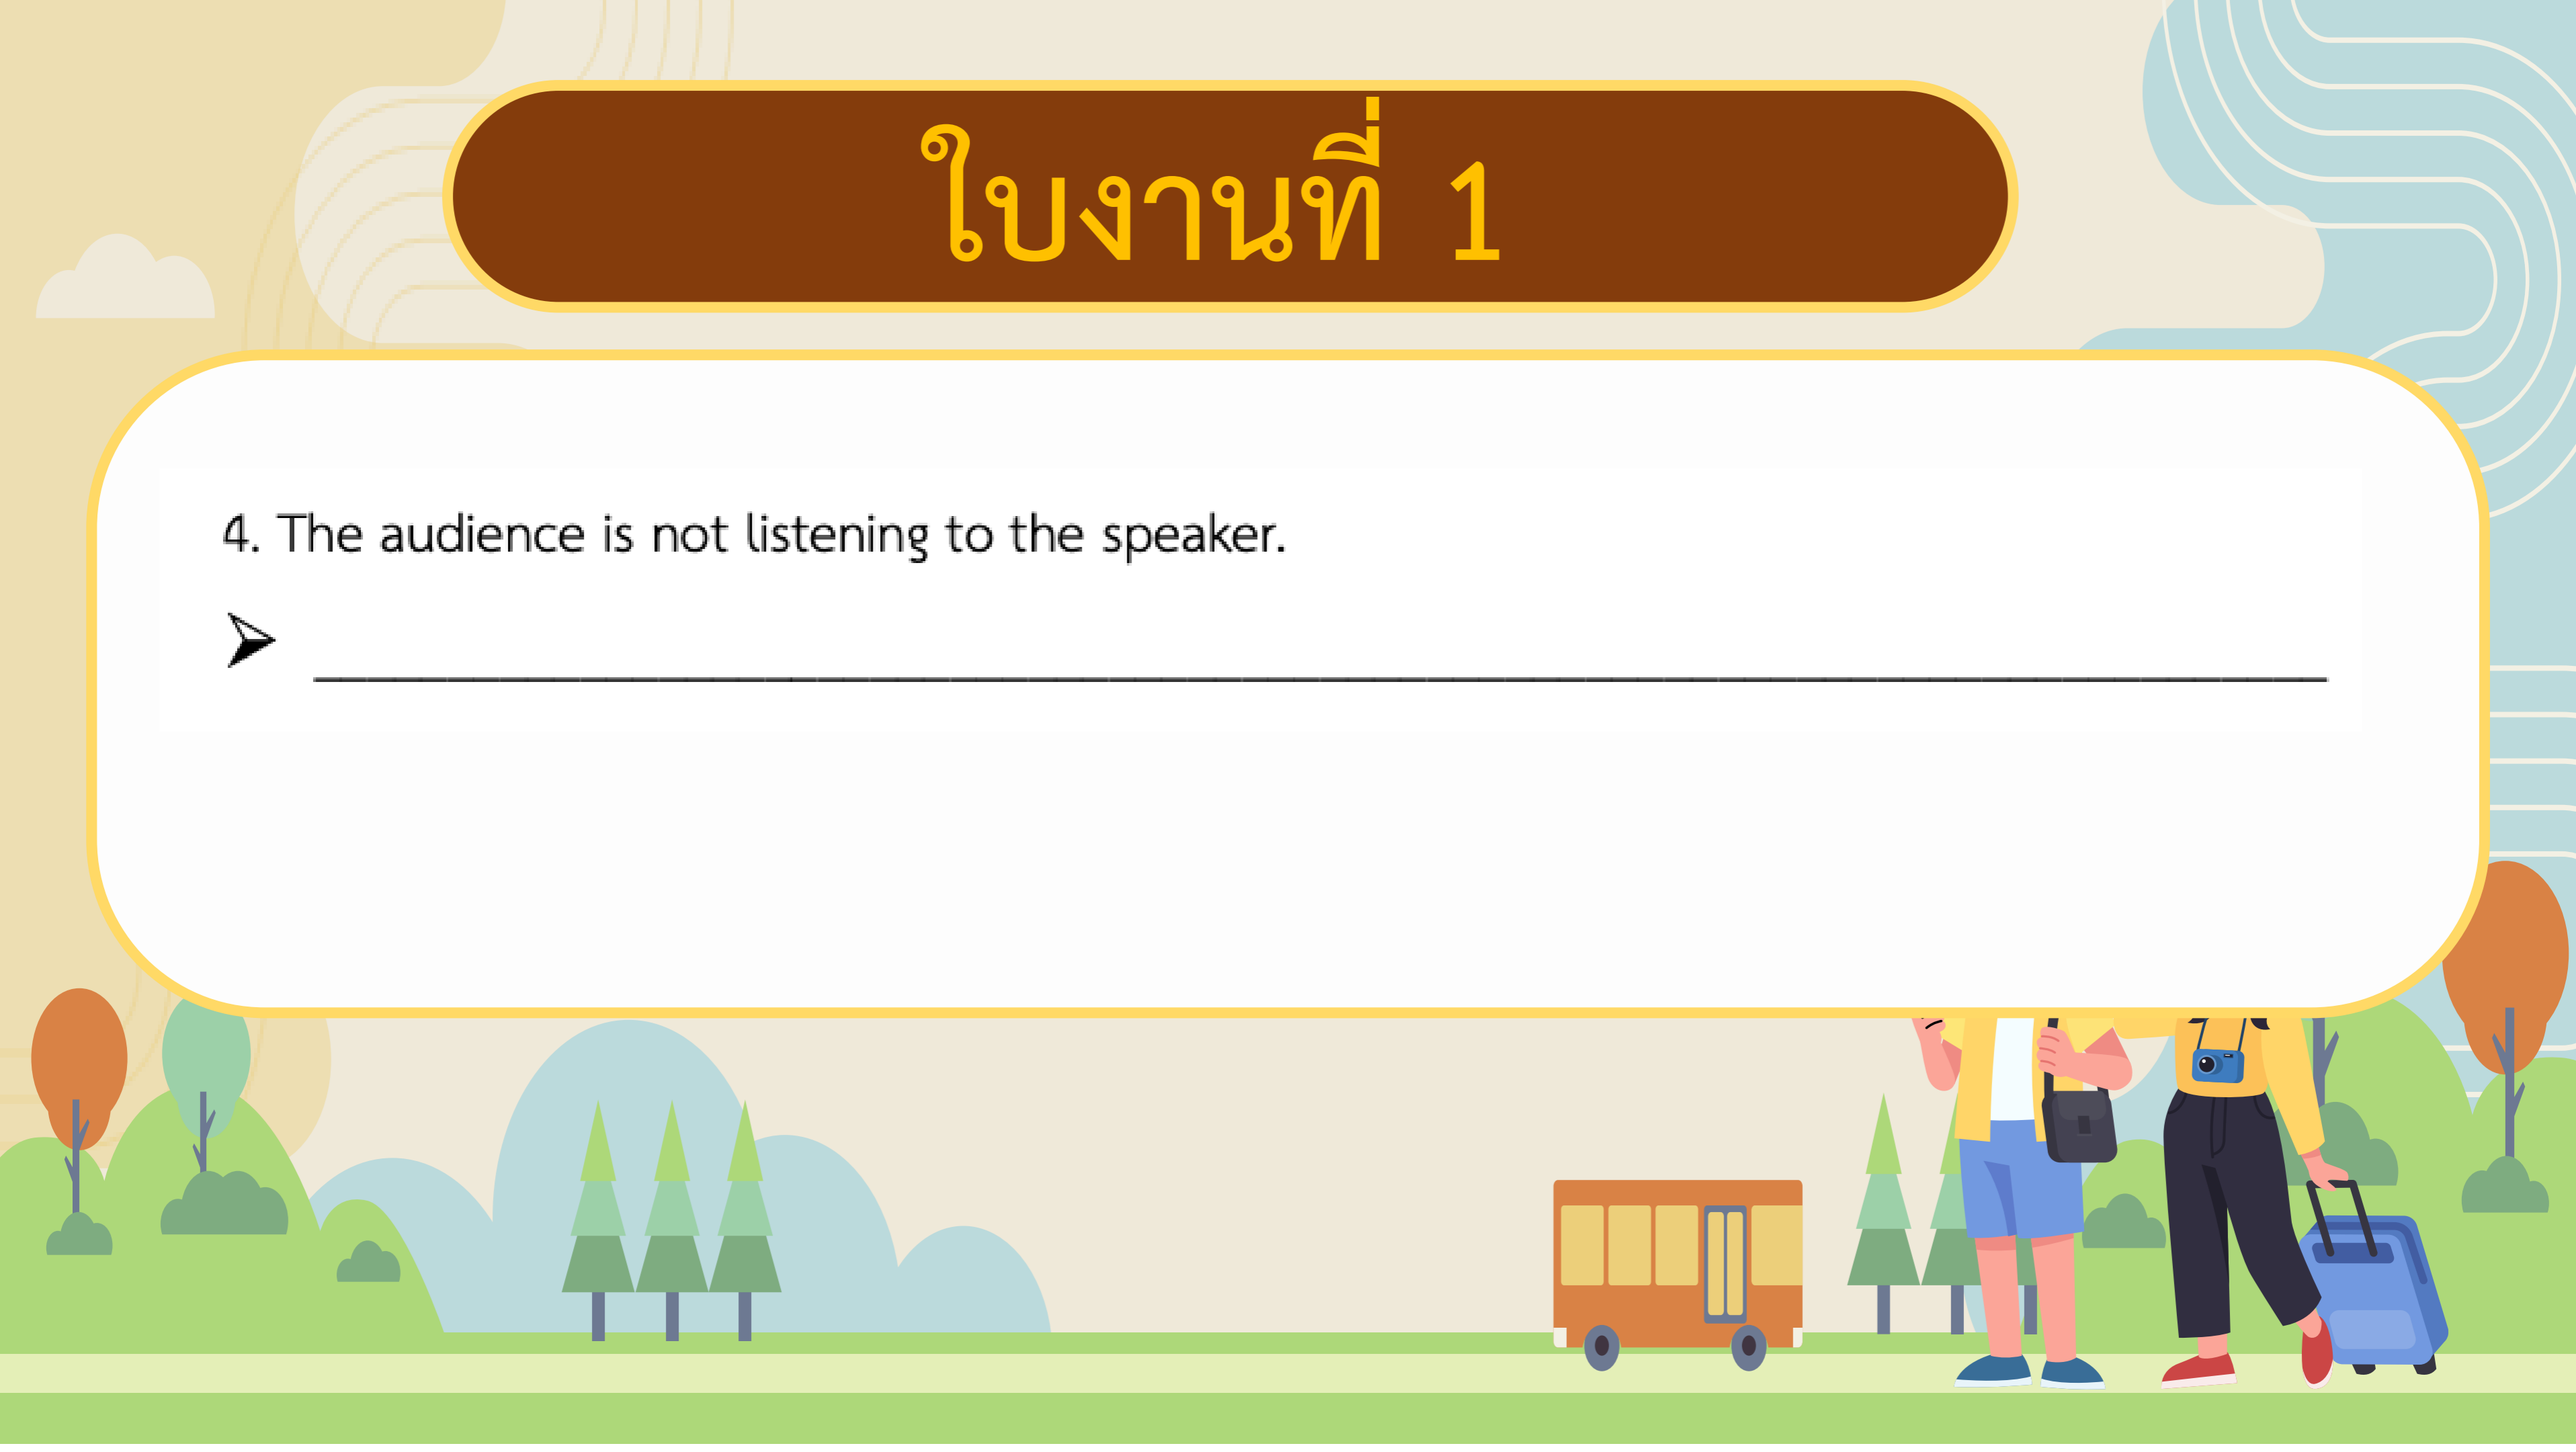 ใบงานที่ 1
4. The audience is not listening to the speaker.